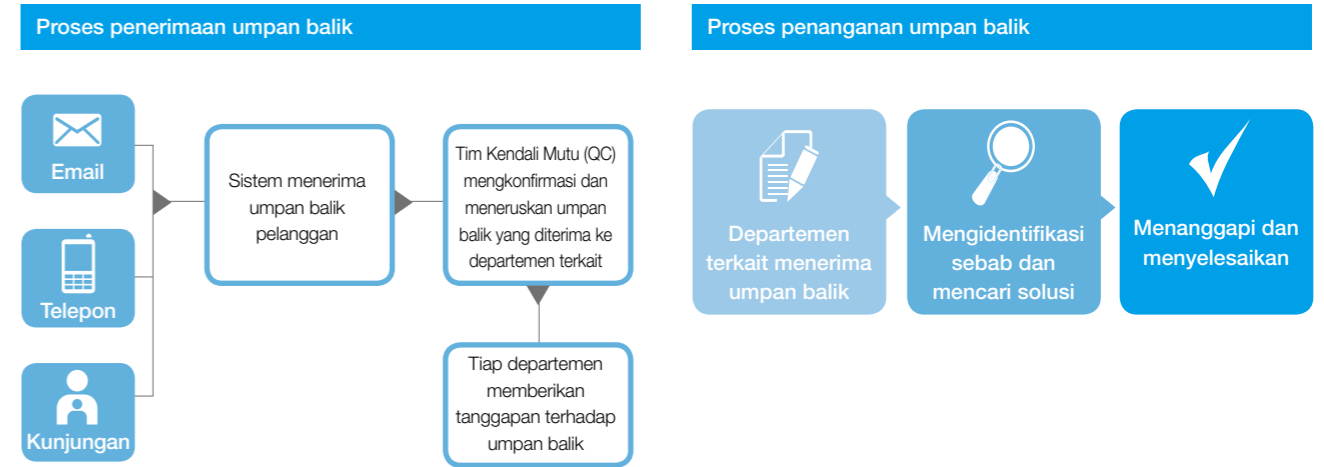 Proses penerimaan umpan balik
Email
Telepon
Kunjungan
Sistem menerima
umpan balik
pelanggan
Tim Kendali Mutu (QC)
mengkonfirmasi dan
meneruskan umpan
balik yang diterima ke
departemen terkait
Tiap departemen
memberikan
tanggapan terhadap
umpan balik
Proses penanganan umpan balik
Departemen
terkait menerima
umpan balik
Mengidentifikasi
sebab dan
mencari solusi
Menanggapi dan
menyelesaikan